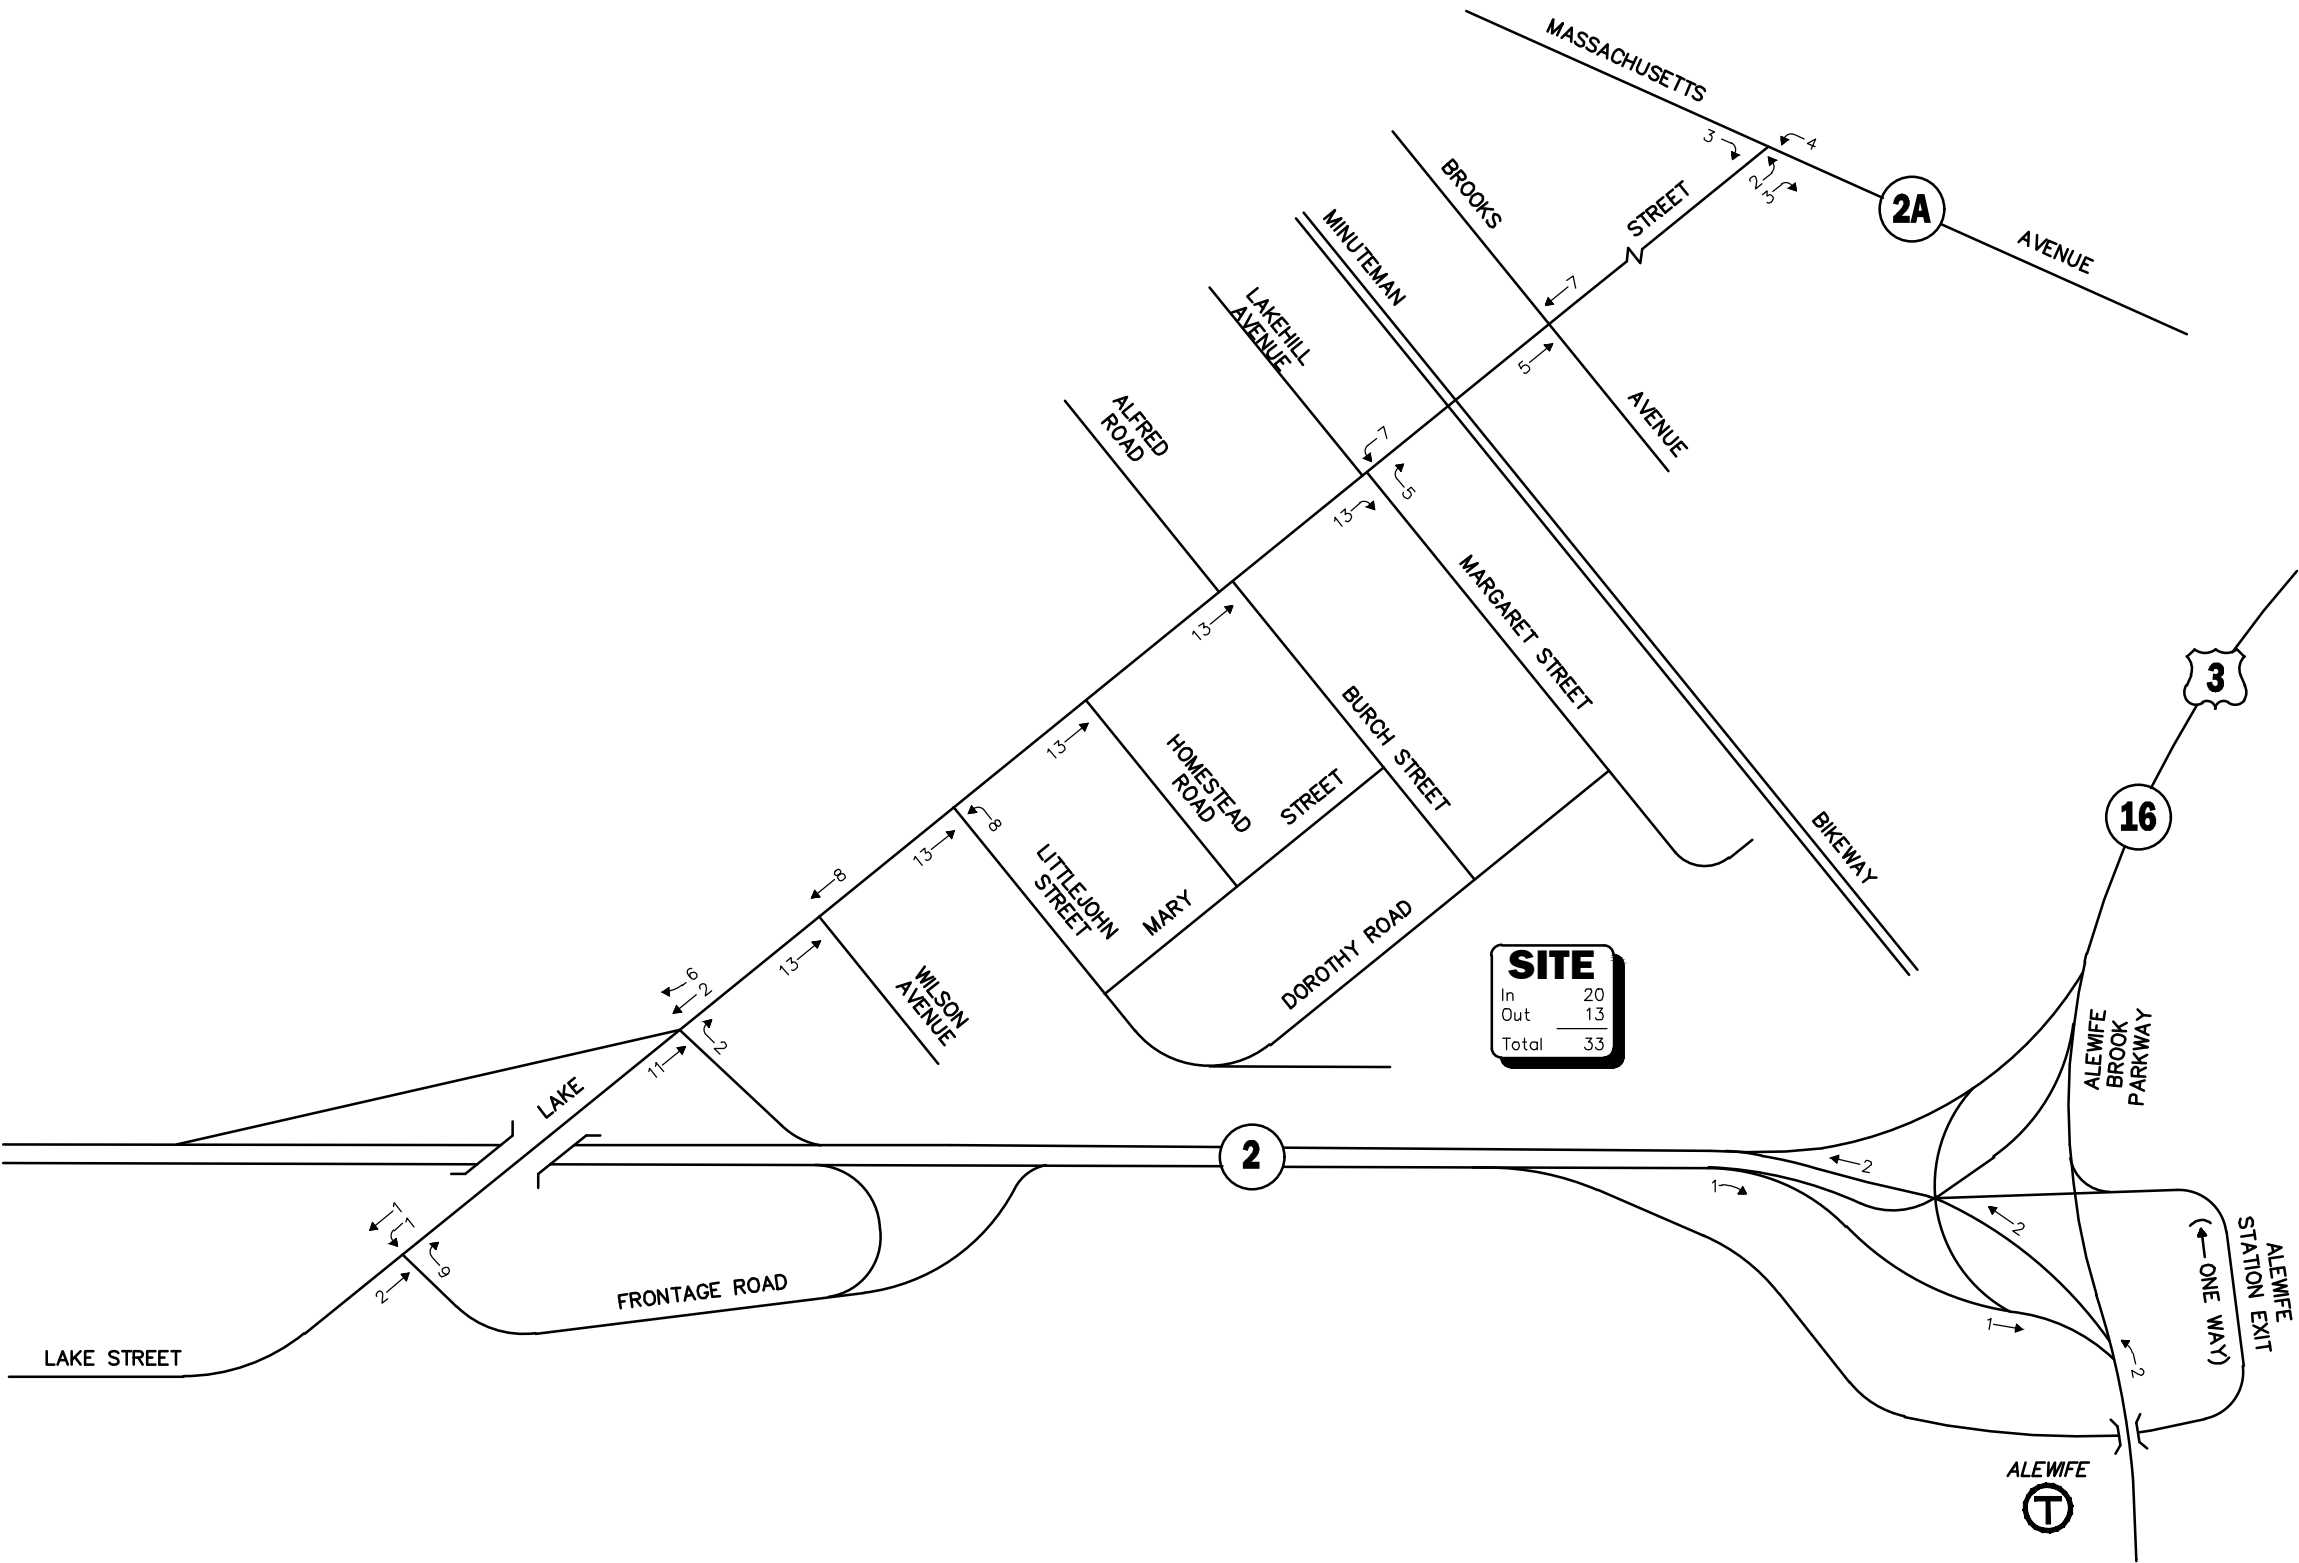 MASSACHUSETTS
3
4
2
3
2A
AVENUE
BROOKS
STREET
MINUTEMAN
7
5
LAKEHILL
AVENUE
AVENUE
ALFRED
ROAD
7
5
13
MARGARET STREET
13
3
BURCH STREET
13
HOMESTEAD
ROAD
STREET
16
BIKEWAY
8
13
LITTLEJOHN
STREET
8
MARY
DOROTHY ROAD
13
WILSON
AVENUE
SITE
In 20
Out 13
Total 33
6
2
2
11
ALEWIFE
BROOK
PARKWAY
LAKE
2
2
1
2
1
1
9
2
FRONTAGE ROAD
ALEWIFE
STATION EXIT
(← ONE WAY)
1
2
LAKE STREET
ALEWIFE
T